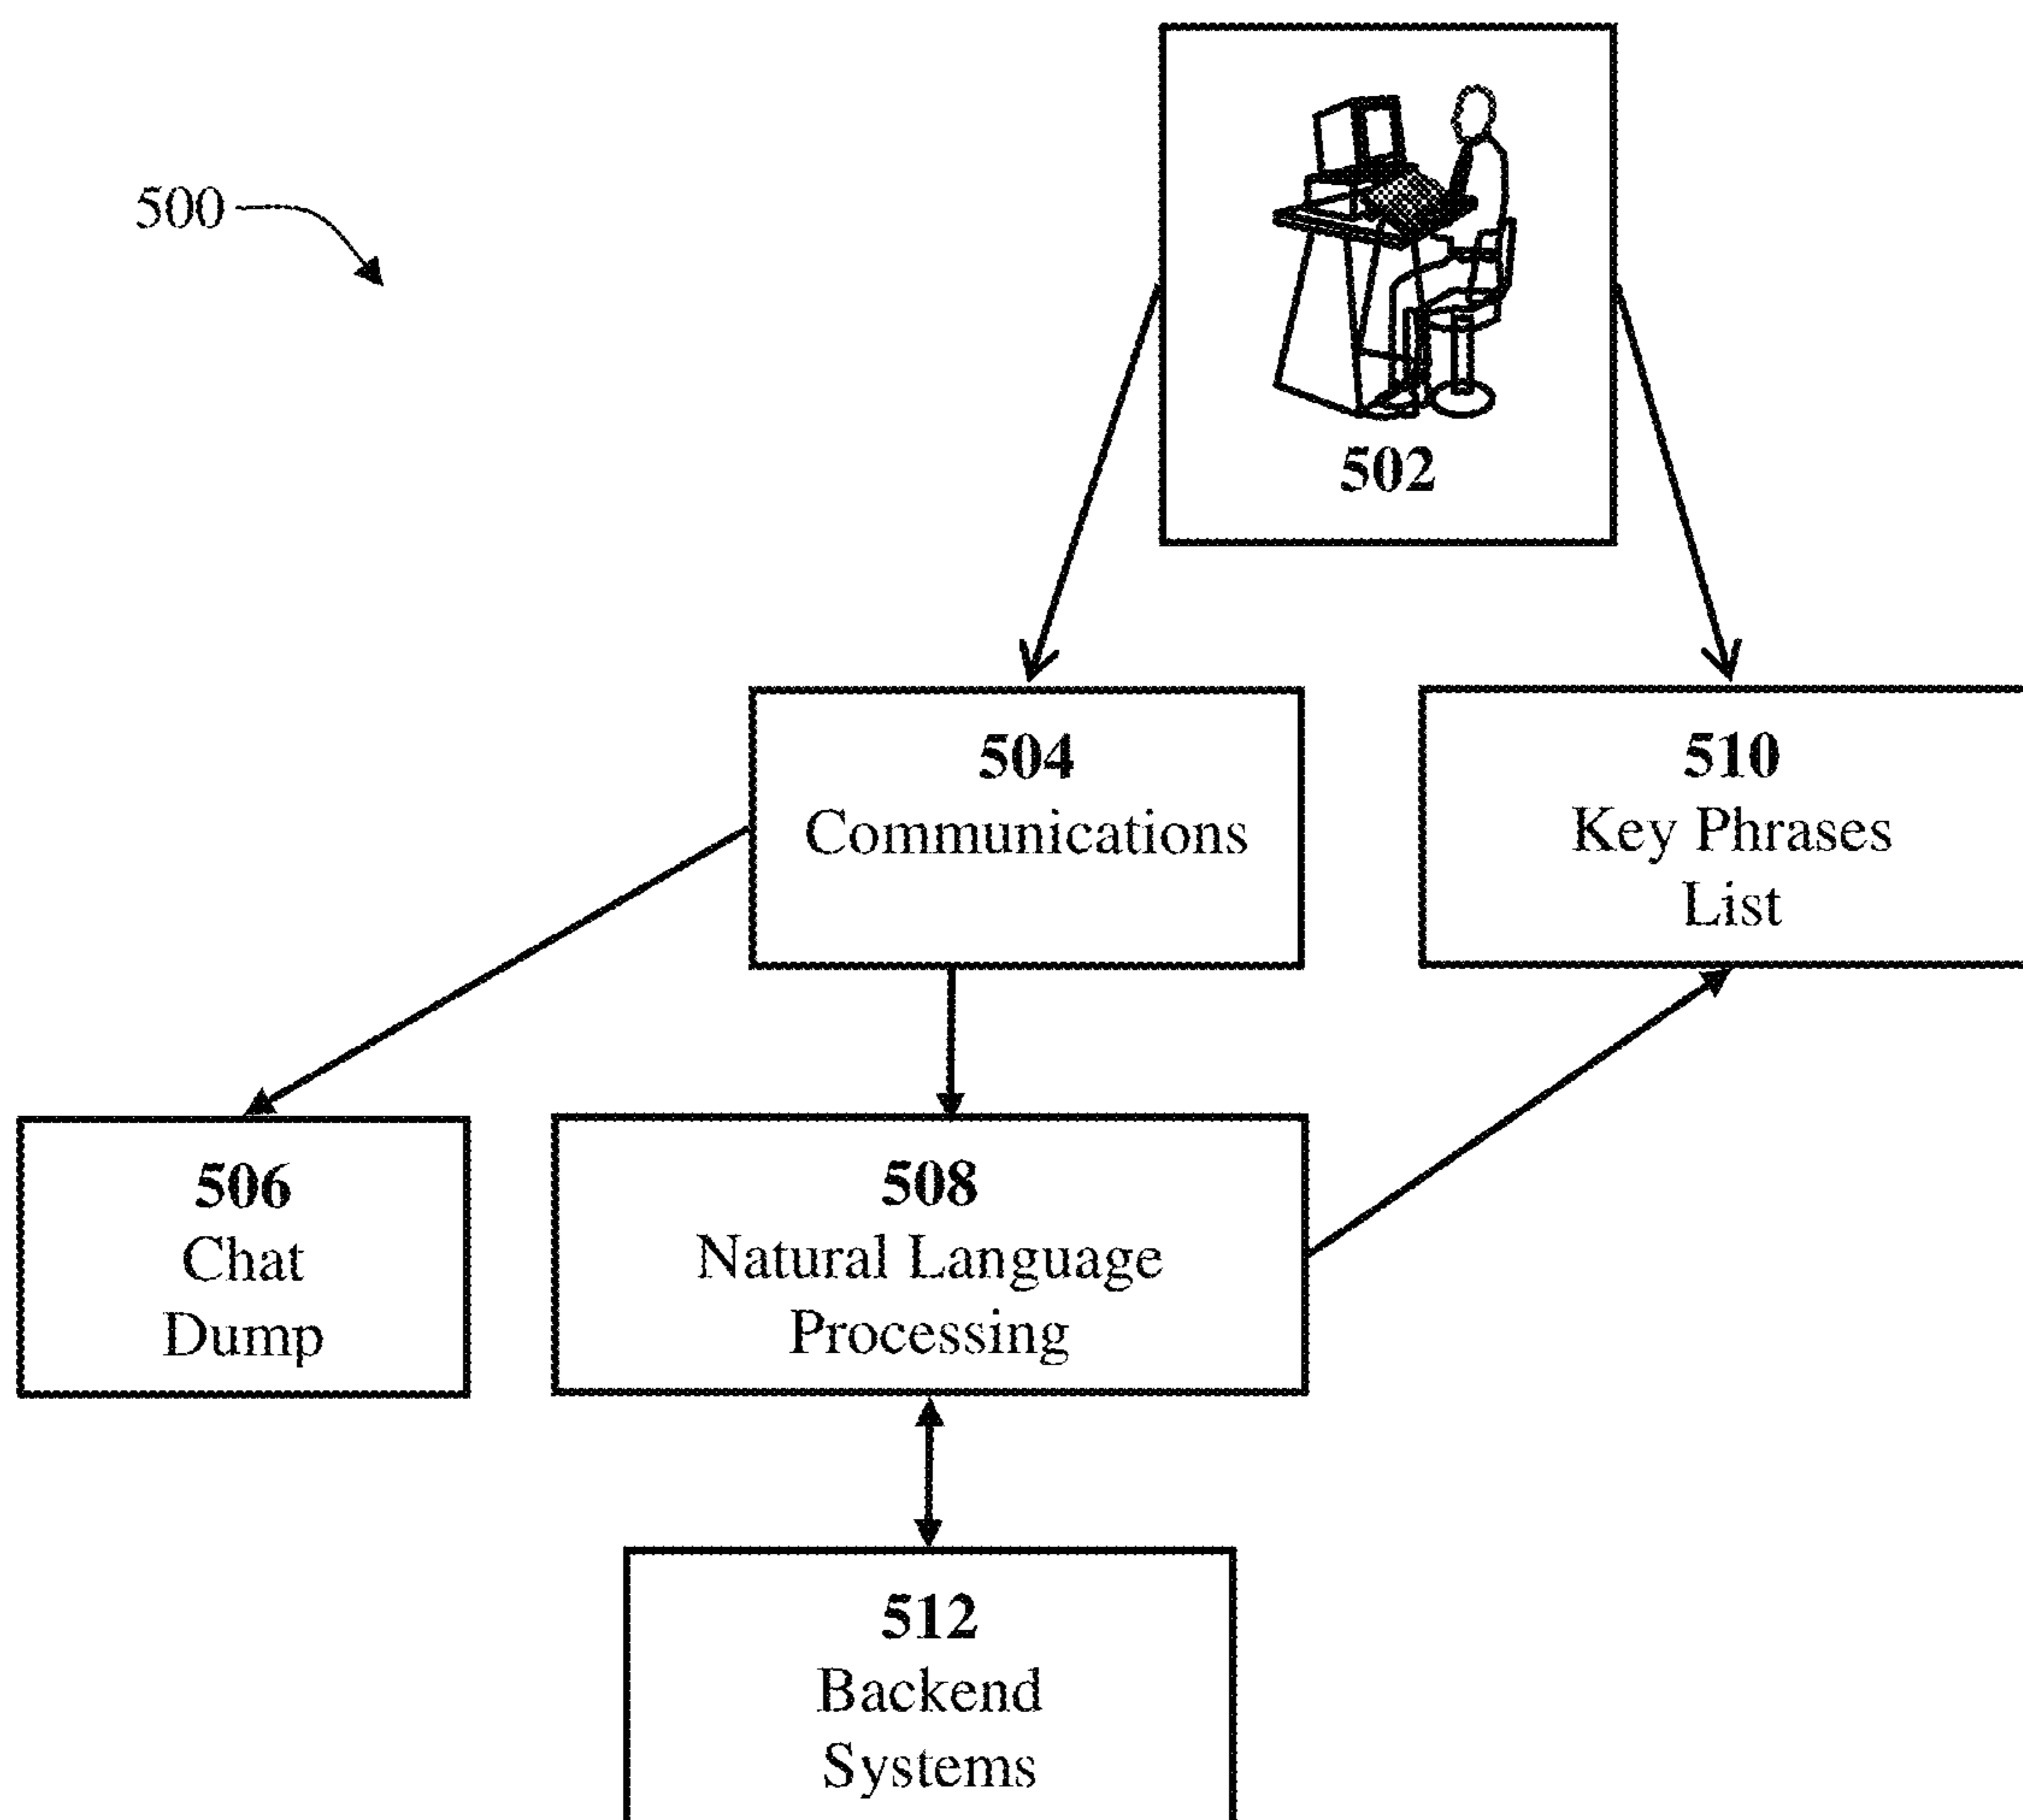 500
502
504
Communications
510
Key Phrases
List
506
Chat
Dump
508
Natural Language
Processing
512
Backend
Systems